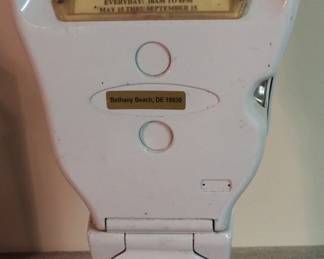 EVERYDAY: 10AM TO 8PM
MAY 15 THRU SEPTEMBER 15
Bethany Beach, DE 19930